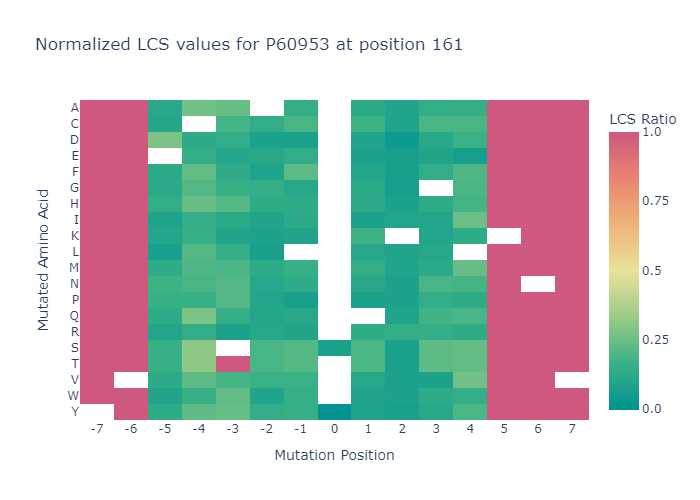 Normalized LCS values for P60953 at position 161
LCS Ratio
Mutated Amino Acid
A
C
D
E
F
G
H
I
K
L
M
N
P
Q
R
S
T
V
W
Y
-7 -6 -5 -4 -3 -2 -1 0 1 2 3 4 5 6 7
Mutation Position
1.0
0.75
0.5
0.25
0.0